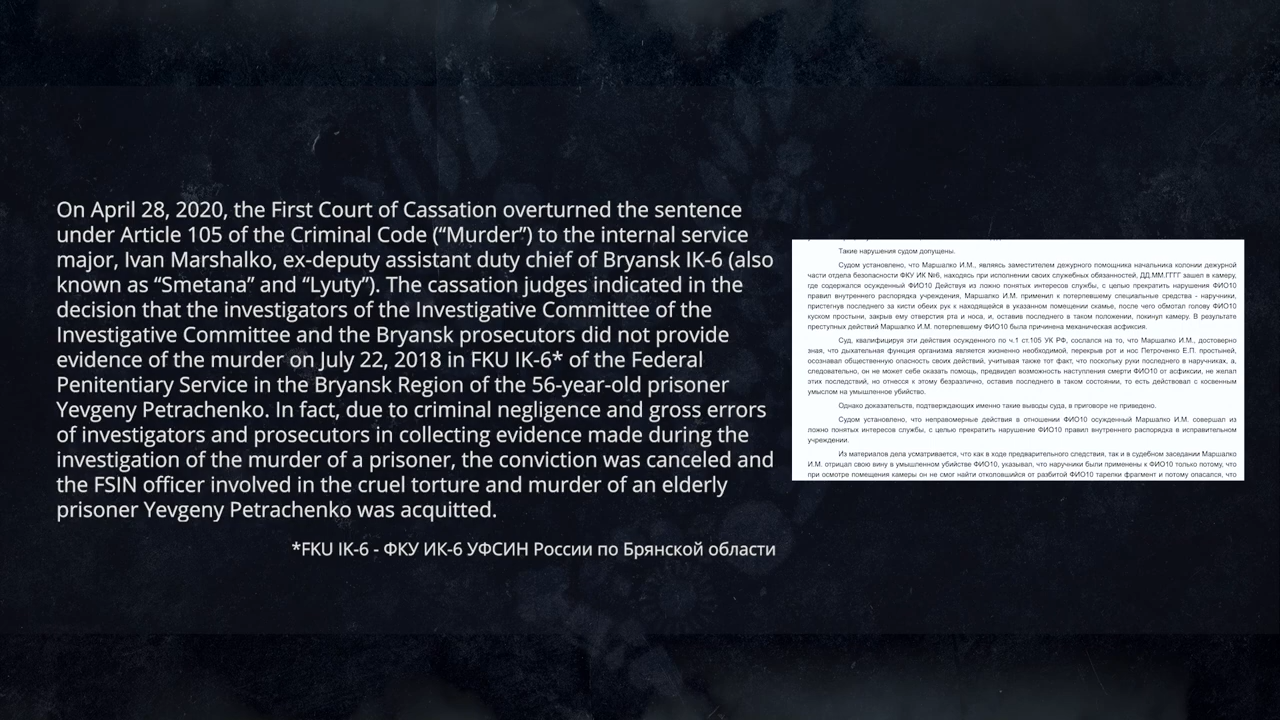 On April 28, 2020, the First Court of Cassation overturned the sentence
under Article 105 of the Criminal Code (“Murder”) to the internal service
major, Ivan Marshalko, ex-deputy assistant duty chief of Bryansk IK-6 (also
known as “Smetana” and “Lyuty”). The cassation judges indicated in the
decision that the investigators of the Investigative Committee of the
Investigative Committee and the Bryansk prosecutors did not provide
evidence of the murder on July 22, 2018 in FKU IK-6* of the Federal
Penitentiary Service in the Bryansk Region of the 56-year-old prisoner
Yevgeny Petrachenko. In fact, due to criminal negligence and gross errors
of investigators and prosecutors in collecting evidence made during the
investigation of the murder of a prisoner, the conviction was canceled and
the FSIN officer involved in the cruel torture and murder of an elderly
prisoner Yevgeny Petrachenko was acquitted.
*FKU IK-6 - ФКУ ИК-6 УФСИН России по Брянской области
Такие нарушения судом допущены.
Судом установлено, что Маршалко И.М., являясь заместителем дежурного помощника начальника колонии дежурной
части отдела безопасности ФКУ ИК №6, находясь при исполнении своих служебных обязанностей, ДД.ММ.ГГГГ зашел в камеру,
где содержался осужденный ФИО10 Действуя из ложно понятых интересов службы, с целью прекратить нарушения ФИО10
правил внутреннего распорядка учреждения, Маршалко И.М. применил к потерпевшему специальные средства - наручники,
пристегнув последнего за кисти обеих рук к находящейся в указанном помещении скамье, после чего обмотал голову ФИО10
куском простыни, закрыв ему отверстия рта и носа, и, оставив последнего в таком положении, покинул камеру. В результате
преступных действий Маршалко И.М. потерпевшему ФИО10 была причинена механическая асфиксия.
Суд, квалифицируя эти действия осужденного по ч.1 ст.105 УК РФ, сослался на то, что Маршалко И.М., достоверно
зная, что дыхательная функция организма является жизненно необходимой, перекрыв рот и нос Петроченко Е.П. простыней,
осознавал общественную опасность своих действий, учитывая также тот факт, что поскольку руки последнего в наручниках, а,
следовательно, он не может себе оказать помощь, предвидел возможность наступления смерти ФИО10 от асфиксии, не желал
этих последствий, но отнесся к этому безразлично, оставив последнего в таком состоянии, то есть действовал с косвенным
умыслом на умышленное убийство.
Однако доказательств, подтверждающих именно такие выводы суда, в приговоре не приведено.
Судом установлено, что неправомерные действия в отношении ФИО10 осужденный Маршалко И.М. совершал из
ложно понятых интересов службы, с целью прекратить нарушение ФИО10 правил внутреннего распорядка в исправительном
учреждении.
Из материалов дела усматривается, что как в ходе предварительного следствия, так и в судебном заседании Маршалко
И.М. отрицал свою вину в умышленном убийстве ФИО10, указывал, что наручники были применены к ФИО10 только потому, что
при осмотре помещения камеры он не смог найти отколовшийся от разбитой ФИО10 тарелки фрагмент и потому опасался, что